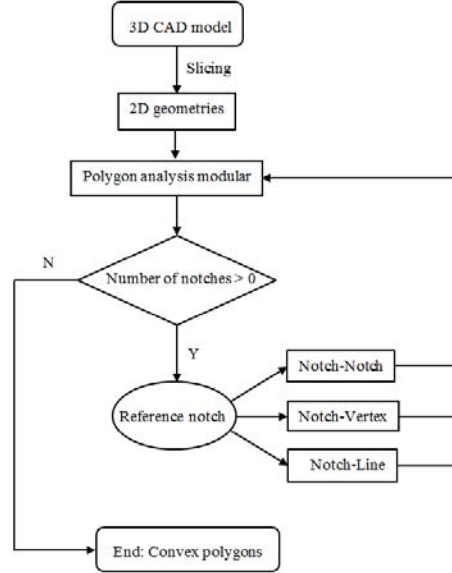 3D CAD model
Slicing
2D geometries
Polygon analysis modular
N
Number of notches > 0
Y
Notch-Notch
Reference notch
Notch-Vertex
Notch-Line
End: Convex polygons